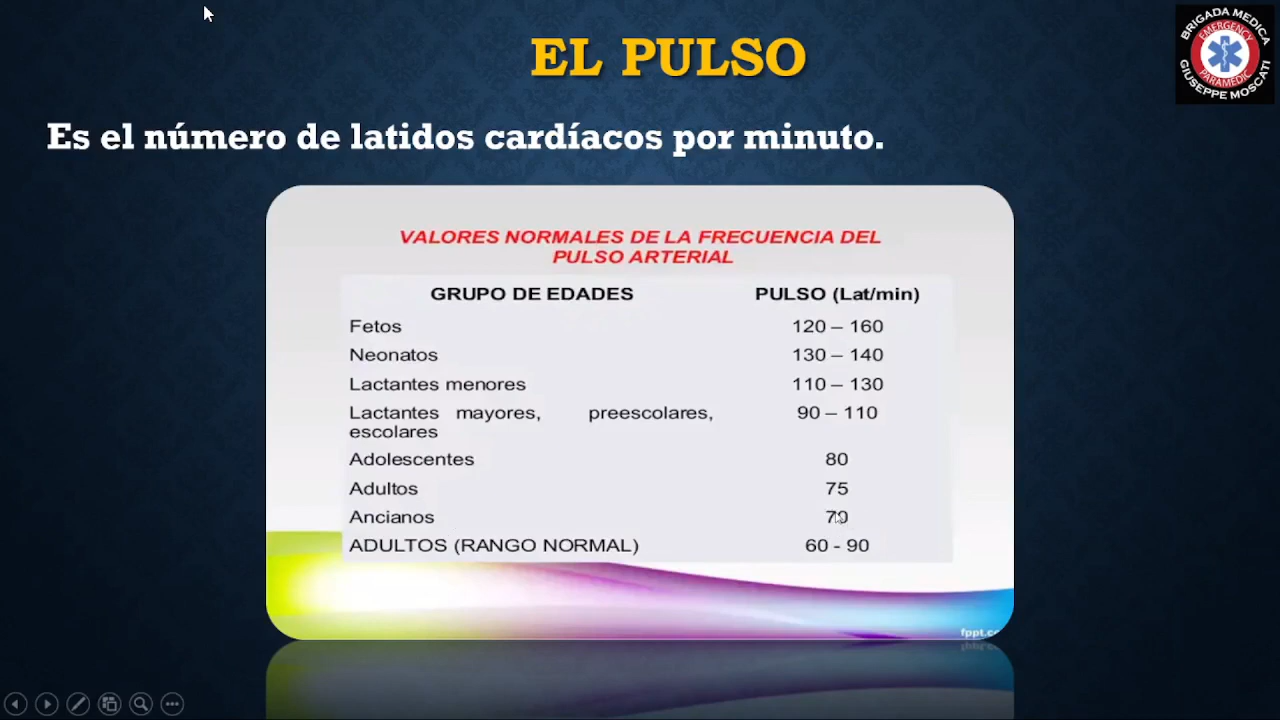 EL PULSO
BRIGADA MEDICA
EMERGENCY
PARAMEDIC
GIUSEPPE MOSCATI
Es el número de latidos cardíacos por minuto.
VALORES NORMALES DE LA FRECUENCIA DEL
PULSO ARTERIAL
GRUPO DE EDADES PULSO (Lat/min)
Fetos 120 – 160
Neonatos 130 – 140
Lactantes menores 110 – 130
Lactantes mayores, preescolares, 90 – 110
escolares
Adolescentes 80
Adultos 75
Ancianos 70
ADULTOS (RANGO NORMAL) 60 - 90